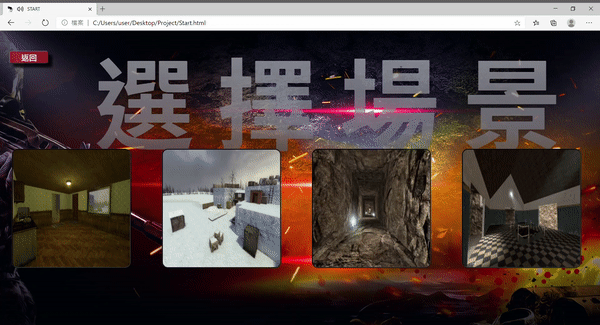 START
檔案 | C:/Users/user/Desktop/Project/Start.html
返回
選擇場景